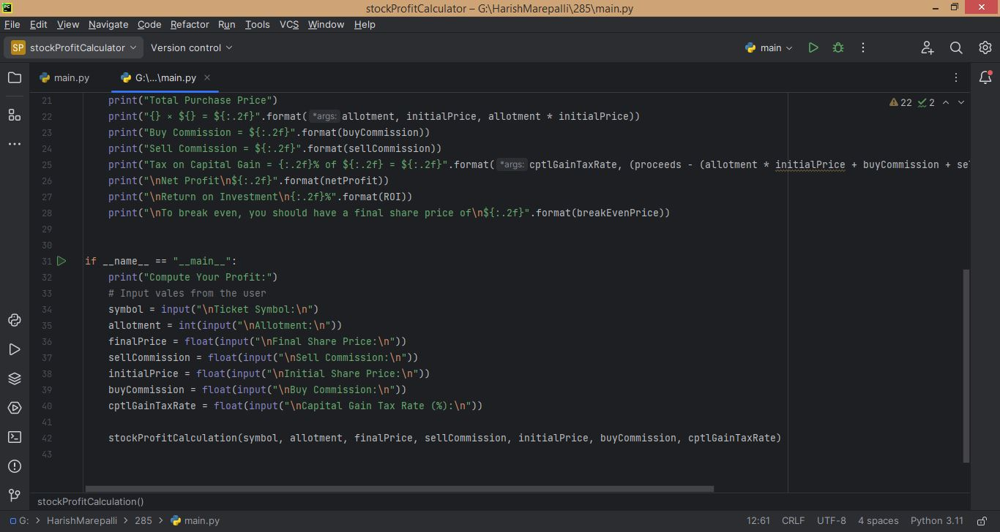 PC
stockProfitCalculator – G:\HarishMarepalli\285\main.py
File Edit View Navigate Code Refactor Run Tools VCS Window Help
SP stockProfitCalculator Version control main
main.py G:\...\main.py
22 2
21 print("Total Purchase Price")
22 print("{} × ${} = ${:.2f}".format( *args: allotment, initialPrice, allotment * initialPrice))
23 print("Buy Commission = ${:.2f}".format(buyCommission))
24 print("Sell Commission = ${:.2f}".format(sellCommission))
25 print("Tax on Capital Gain = {:.2f}% of ${:.2f} = ${:.2f}".format( *args: cptlGainTaxRate, (proceeds - (allotment * initialPrice + buyCommission + se
26 print("\nNet Profit\n${:.2f}".format(netProfit))
27 print("\nReturn on Investment\n{:.2f}%".format(ROI))
28 print("\nTo break even, you should have a final share price of\n${:.2f}".format(breakEvenPrice))
29
30
31 if __name__ == "__main__":
32 print("Compute Your Profit:")
33 # Input vales from the user
34 symbol = input("\nTicket Symbol:\n")
35 allotment = int(input("\nAllotment:\n"))
36 finalPrice = float(input("\nFinal Share Price:\n"))
37 sellCommission = float(input("\nSell Commission:\n"))
38 initialPrice = float(input("\nInitial Share Price:\n"))
39 buyCommission = float(input("\nBuy Commission:\n"))
40 cptlGainTaxRate = float(input("\nCapital Gain Tax Rate (%):\n"))
41
42 stockProfitCalculation(symbol, allotment, finalPrice, sellCommission, initialPrice, buyCommission, cptlGainTaxRate)
43
stockProfitCalculation()
G: > HarishMarepalli > 285 > main.py 12:61 CRLF UTF-8 4 spaces Python 3.11